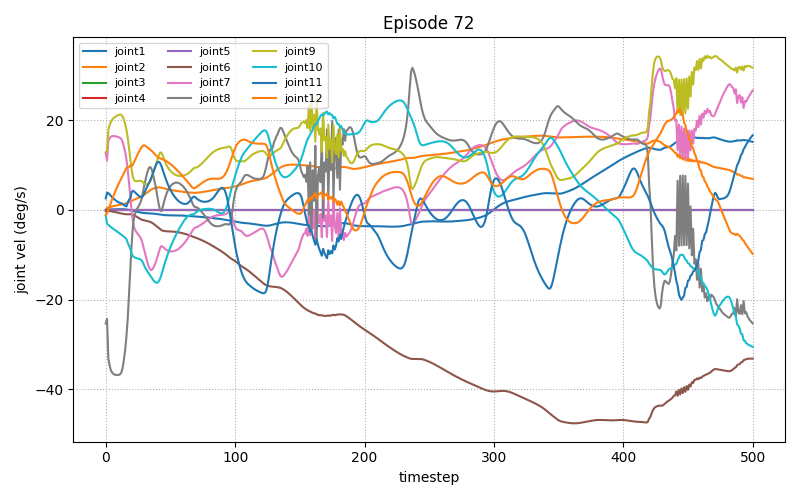 Episode 72
joint1
joint2
joint3
joint4
joint5
joint6
joint7
joint8
joint9
joint10
joint11
joint12
joint vel (deg/s)
20
0
−20
−40
0
100
200
300
400
500
timestep